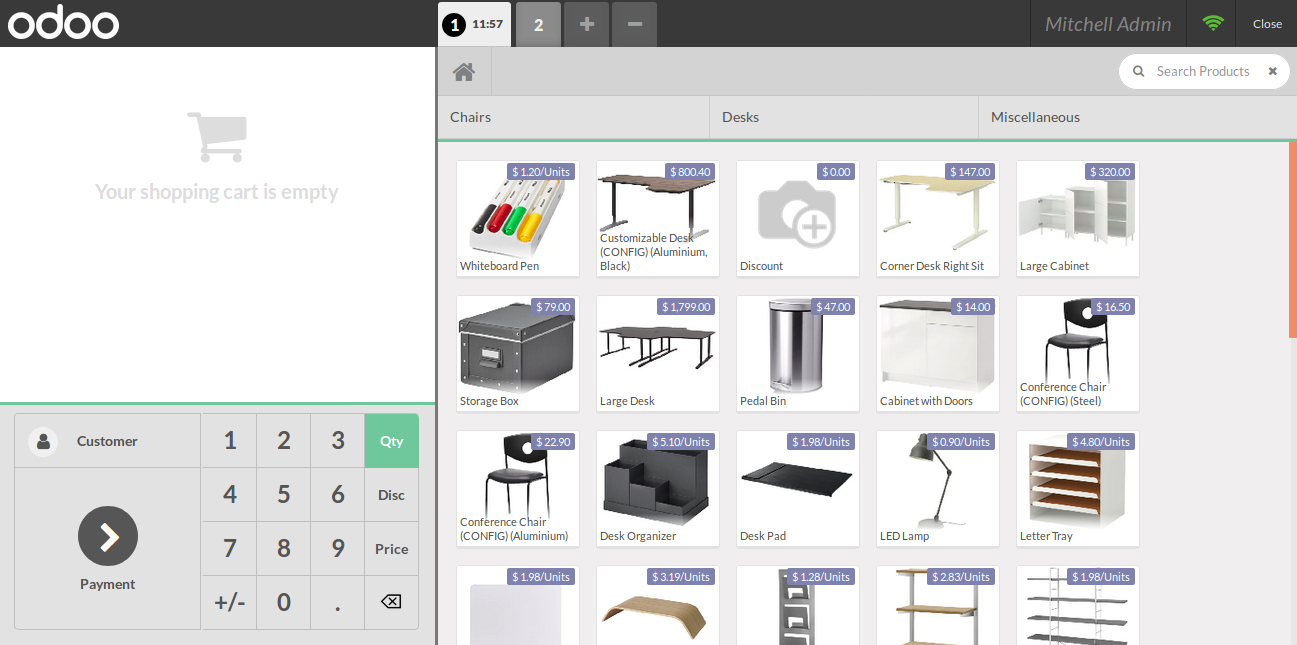 odoo
1 11:57
2
+
−
Mitchell Admin
Close
Search Products
Your shopping cart is empty
Chairs
Desks
Miscellaneous
$ 1.20/Units
Whiteboard Pen
$ 800.40
Customizable Desk
(CONFIG) (Aluminium,
Black)
$ 0.00
Discount
$ 147.00
Corner Desk Right Sit
$ 320.00
Large Cabinet
$ 79.00
Storage Box
$ 1,799.00
Large Desk
$ 47.00
Pedal Bin
$ 14.00
Cabinet with Doors
$ 16.50
Conference Chair
(CONFIG) (Steel)
$ 22.90
Conference Chair
(CONFIG) (Aluminium)
$ 5.10/Units
Desk Organizer
$ 1.98/Units
Desk Pad
$ 0.90/Units
LED Lamp
$ 4.80/Units
Letter Tray
$ 1.98/Units
$ 3.19/Units
$ 1.28/Units
$ 2.83/Units
$ 1.98/Units
Customer
Payment
1 2 3 Qty
4 5 6 Disc
7 8 9 Price
+/- 0 .